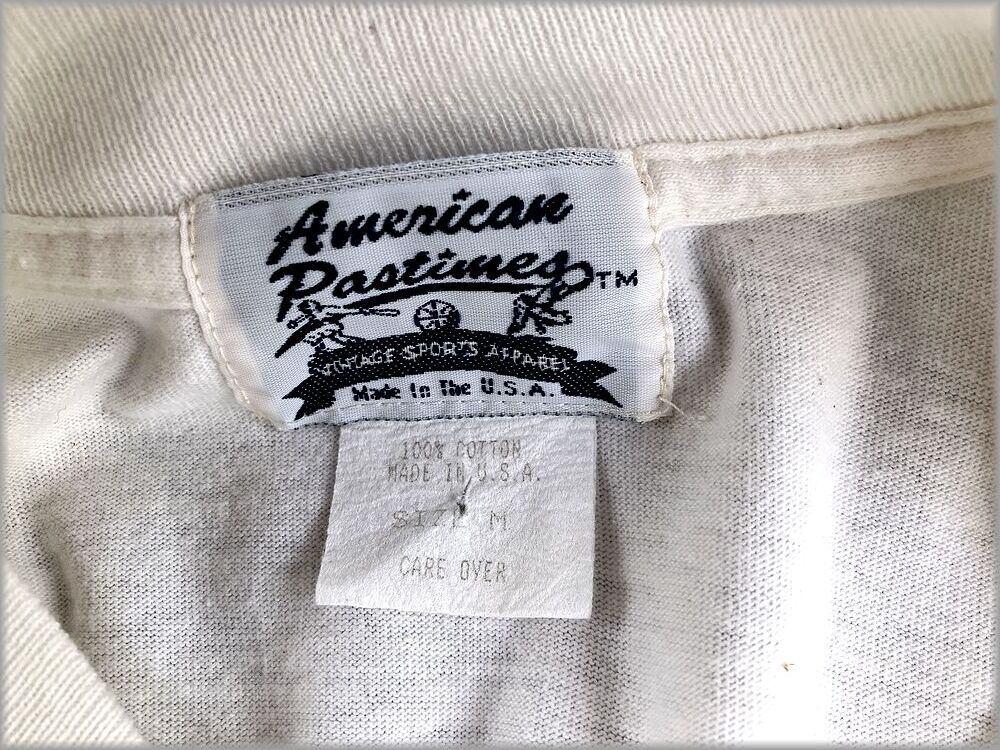 American
Pastimes TM
VINTAGE SPORTS APPAREL
Made In The U.S.A.
100% COTTON
MADE IN U.S.A.
SIZE M
CARE OVER